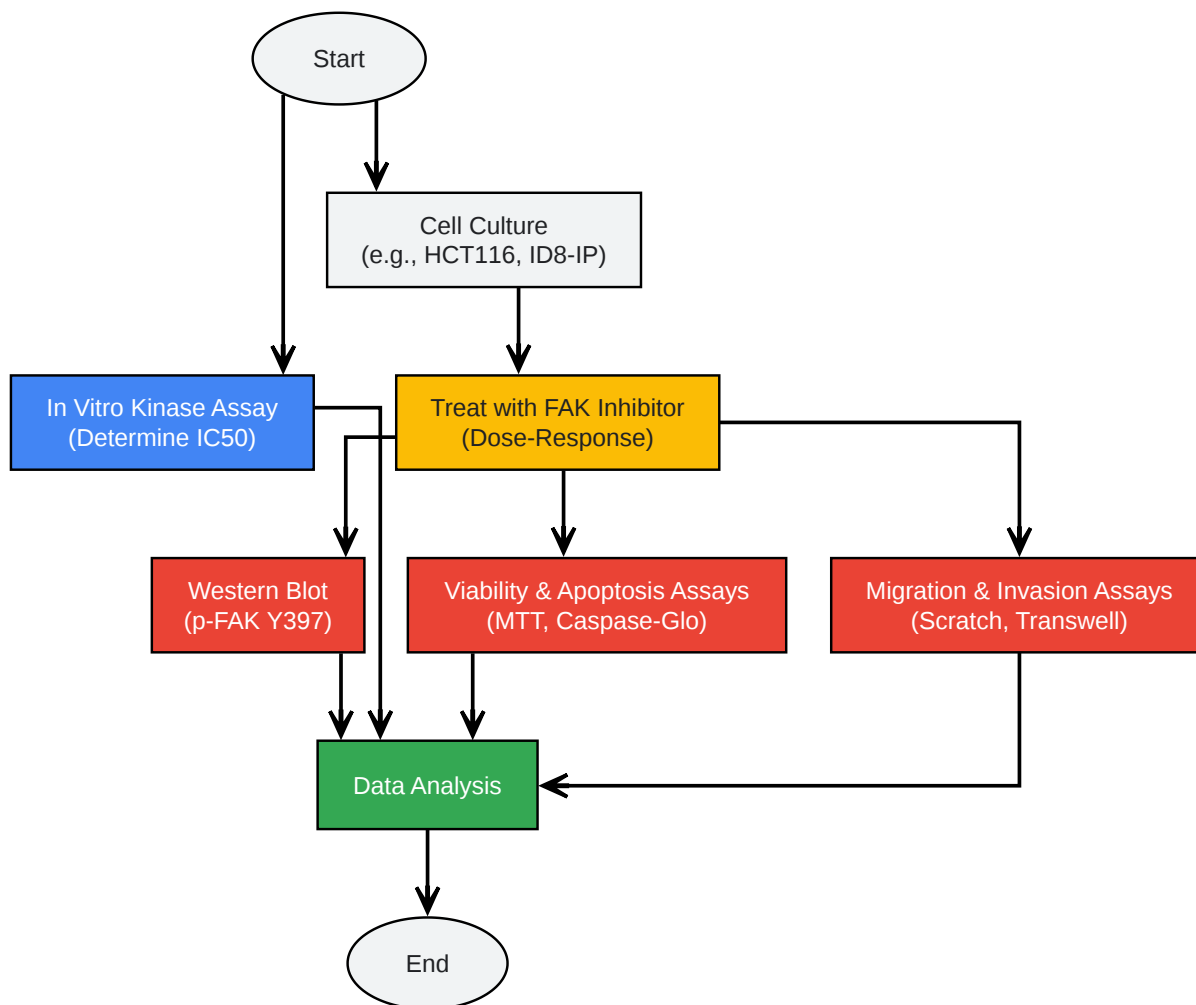 Start
Cell Culture
(e.g., HCT116, ID8-IP)
In Vitro Kinase Assay
(Determine IC50)
Treat with FAK Inhibitor
(Dose-Response)
Western Blot
(p-FAK Y397)
Viability & Apoptosis Assays
(MTT, Caspase-Glo)
Migration & Invasion Assays
(Scratch, Transwell)
Data Analysis
End